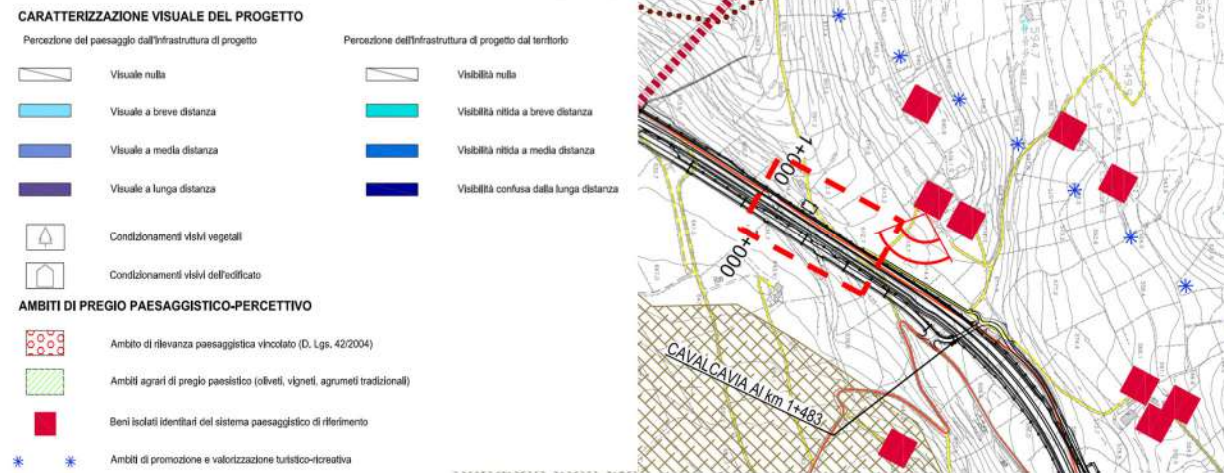 CARATTERIZZAZIONE VISUALE DEL PROGETTO
Percezione del paesaggio dall'infrastruttura di progetto
Percezione dell'infrastruttura di progetto dal territorio
Visuale nulla
Visibilità nulla
Visuale a breve distanza
Visibilità nitida a breve distanza
Visuale a media distanza
Visibilità nitida a media distanza
Visuale a lunga distanza
Visibilità confusa dalla lunga distanza
Condizionamenti visivi vegetali
Condizionamenti visivi dell'edificato
AMBITI DI PREGIO PAESAGGISTICO-PERCETTIVO
Ambito di rilevanza paesaggistica vincolato (D. Lgs. 42/2004)
Ambiti agrari di pregio paesistico (oliveti, vigneti, agrumeti tradizionali)
Beni isolati identitari del sistema paesaggistico di riferimento
Ambiti di promozione e valorizzazione turistico-ricreativa
1+000
1+000
CAVALCAVIA Al km 1+483